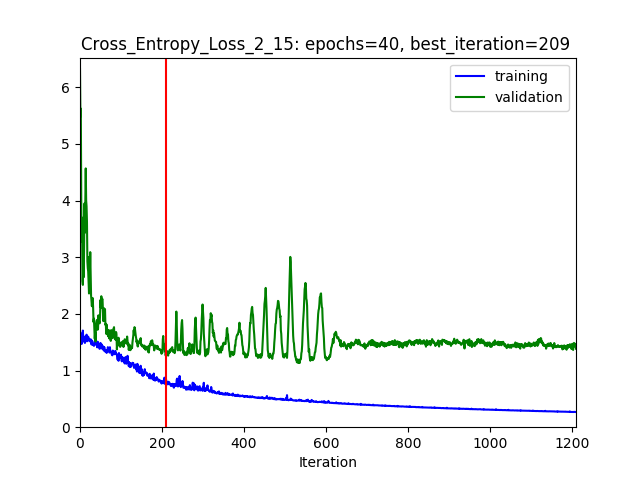 Cross_Entropy_Loss_2_15: epochs=40, best_iteration=209
training
validation
6
5
4
3
2
1
0
0 200 400 600 800 1000 1200
Iteration